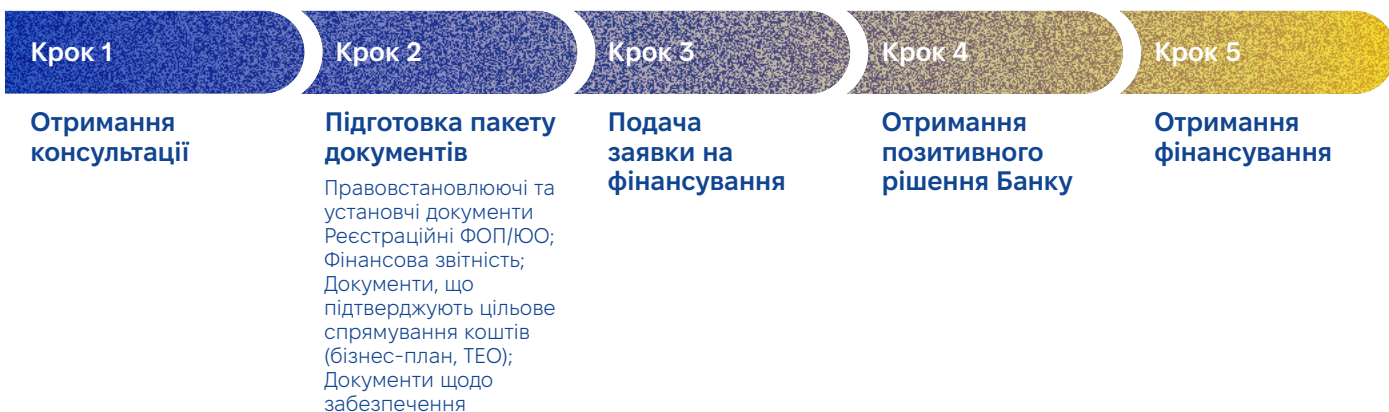 Крок 1
Отримання
консультації
Крок 2
Підготовка пакету
документів
Правовстановлюючі та
установчі документи
Реєстраційні ФОП/ЮО;
Фінансова звітність;
Документи, що
підтверджують цільове
спрямування коштів
(бізнес-план, ТЕО);
Документи щодо
забезпечення
Крок 3
Подача
заявки на
фінансування
Крок 4
Отримання
позитивного
рішення Банку
Крок 5
Отримання
фінансування